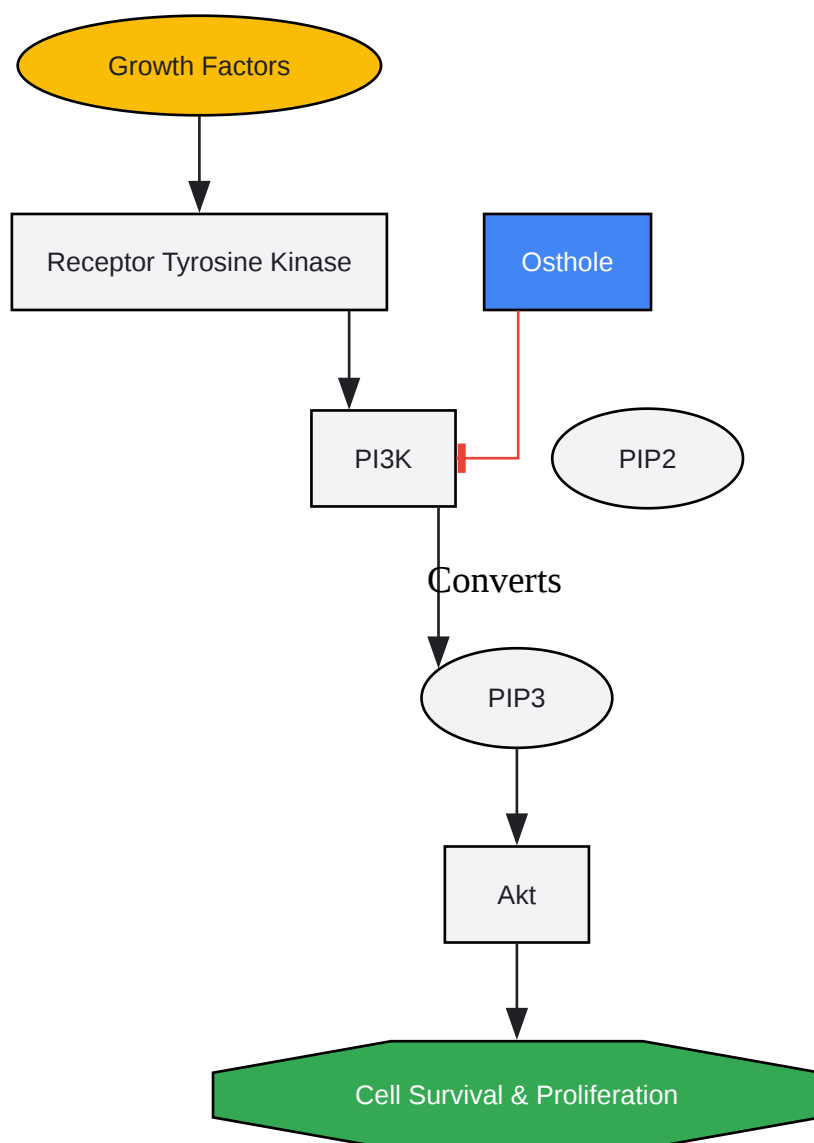 Growth Factors
Receptor Tyrosine Kinase
Osthole
PI3K
PIP2
Converts
PIP3
Akt
Cell Survival & Proliferation